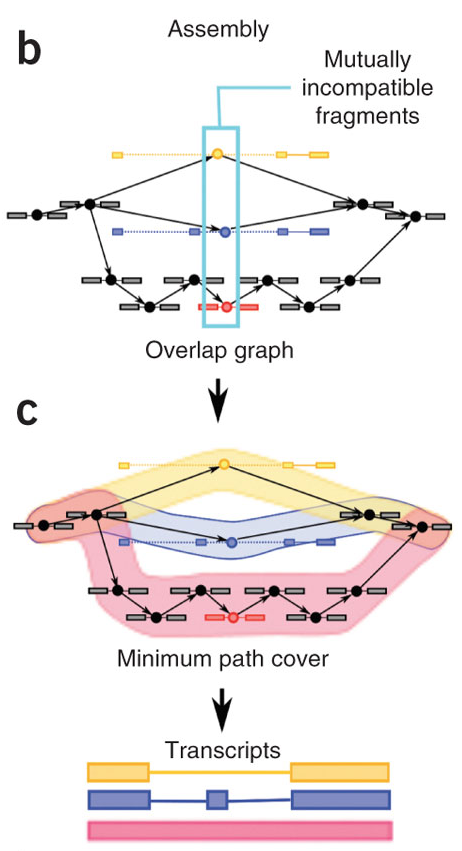 b
Assembly
Mutually
incompatible
fragments
Overlap graph
c
Minimum path cover
Transcripts